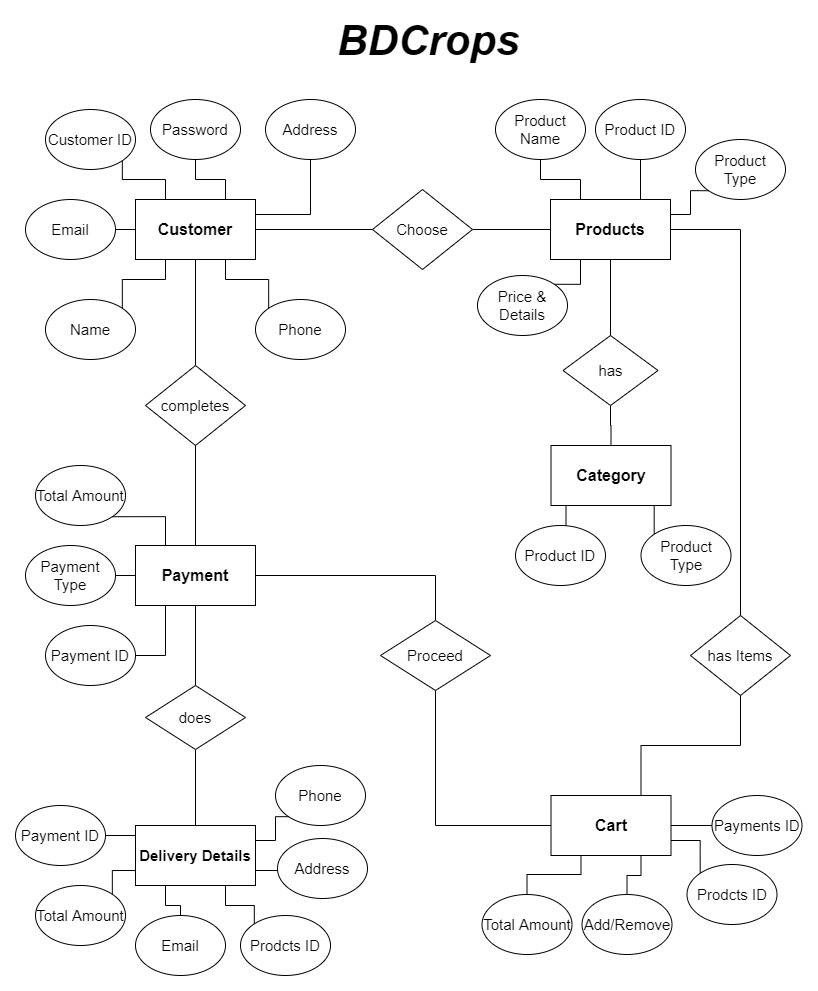 BDCrops
Customer ID
Password
Address
Product
Name
Product ID
Product
Type
Email
Customer
Choose
Products
Name
Phone
Price &
Details
has
completes
Category
Total Amount
Product ID
Product
Type
Payment
Type
Payment
Payment ID
Proceed
has Items
does
Phone
Payment ID
Delivery Details
Address
Cart
Payments ID
Total Amount
Email
Prodcts ID
Total Amount
Add/Remove
Prodcts ID